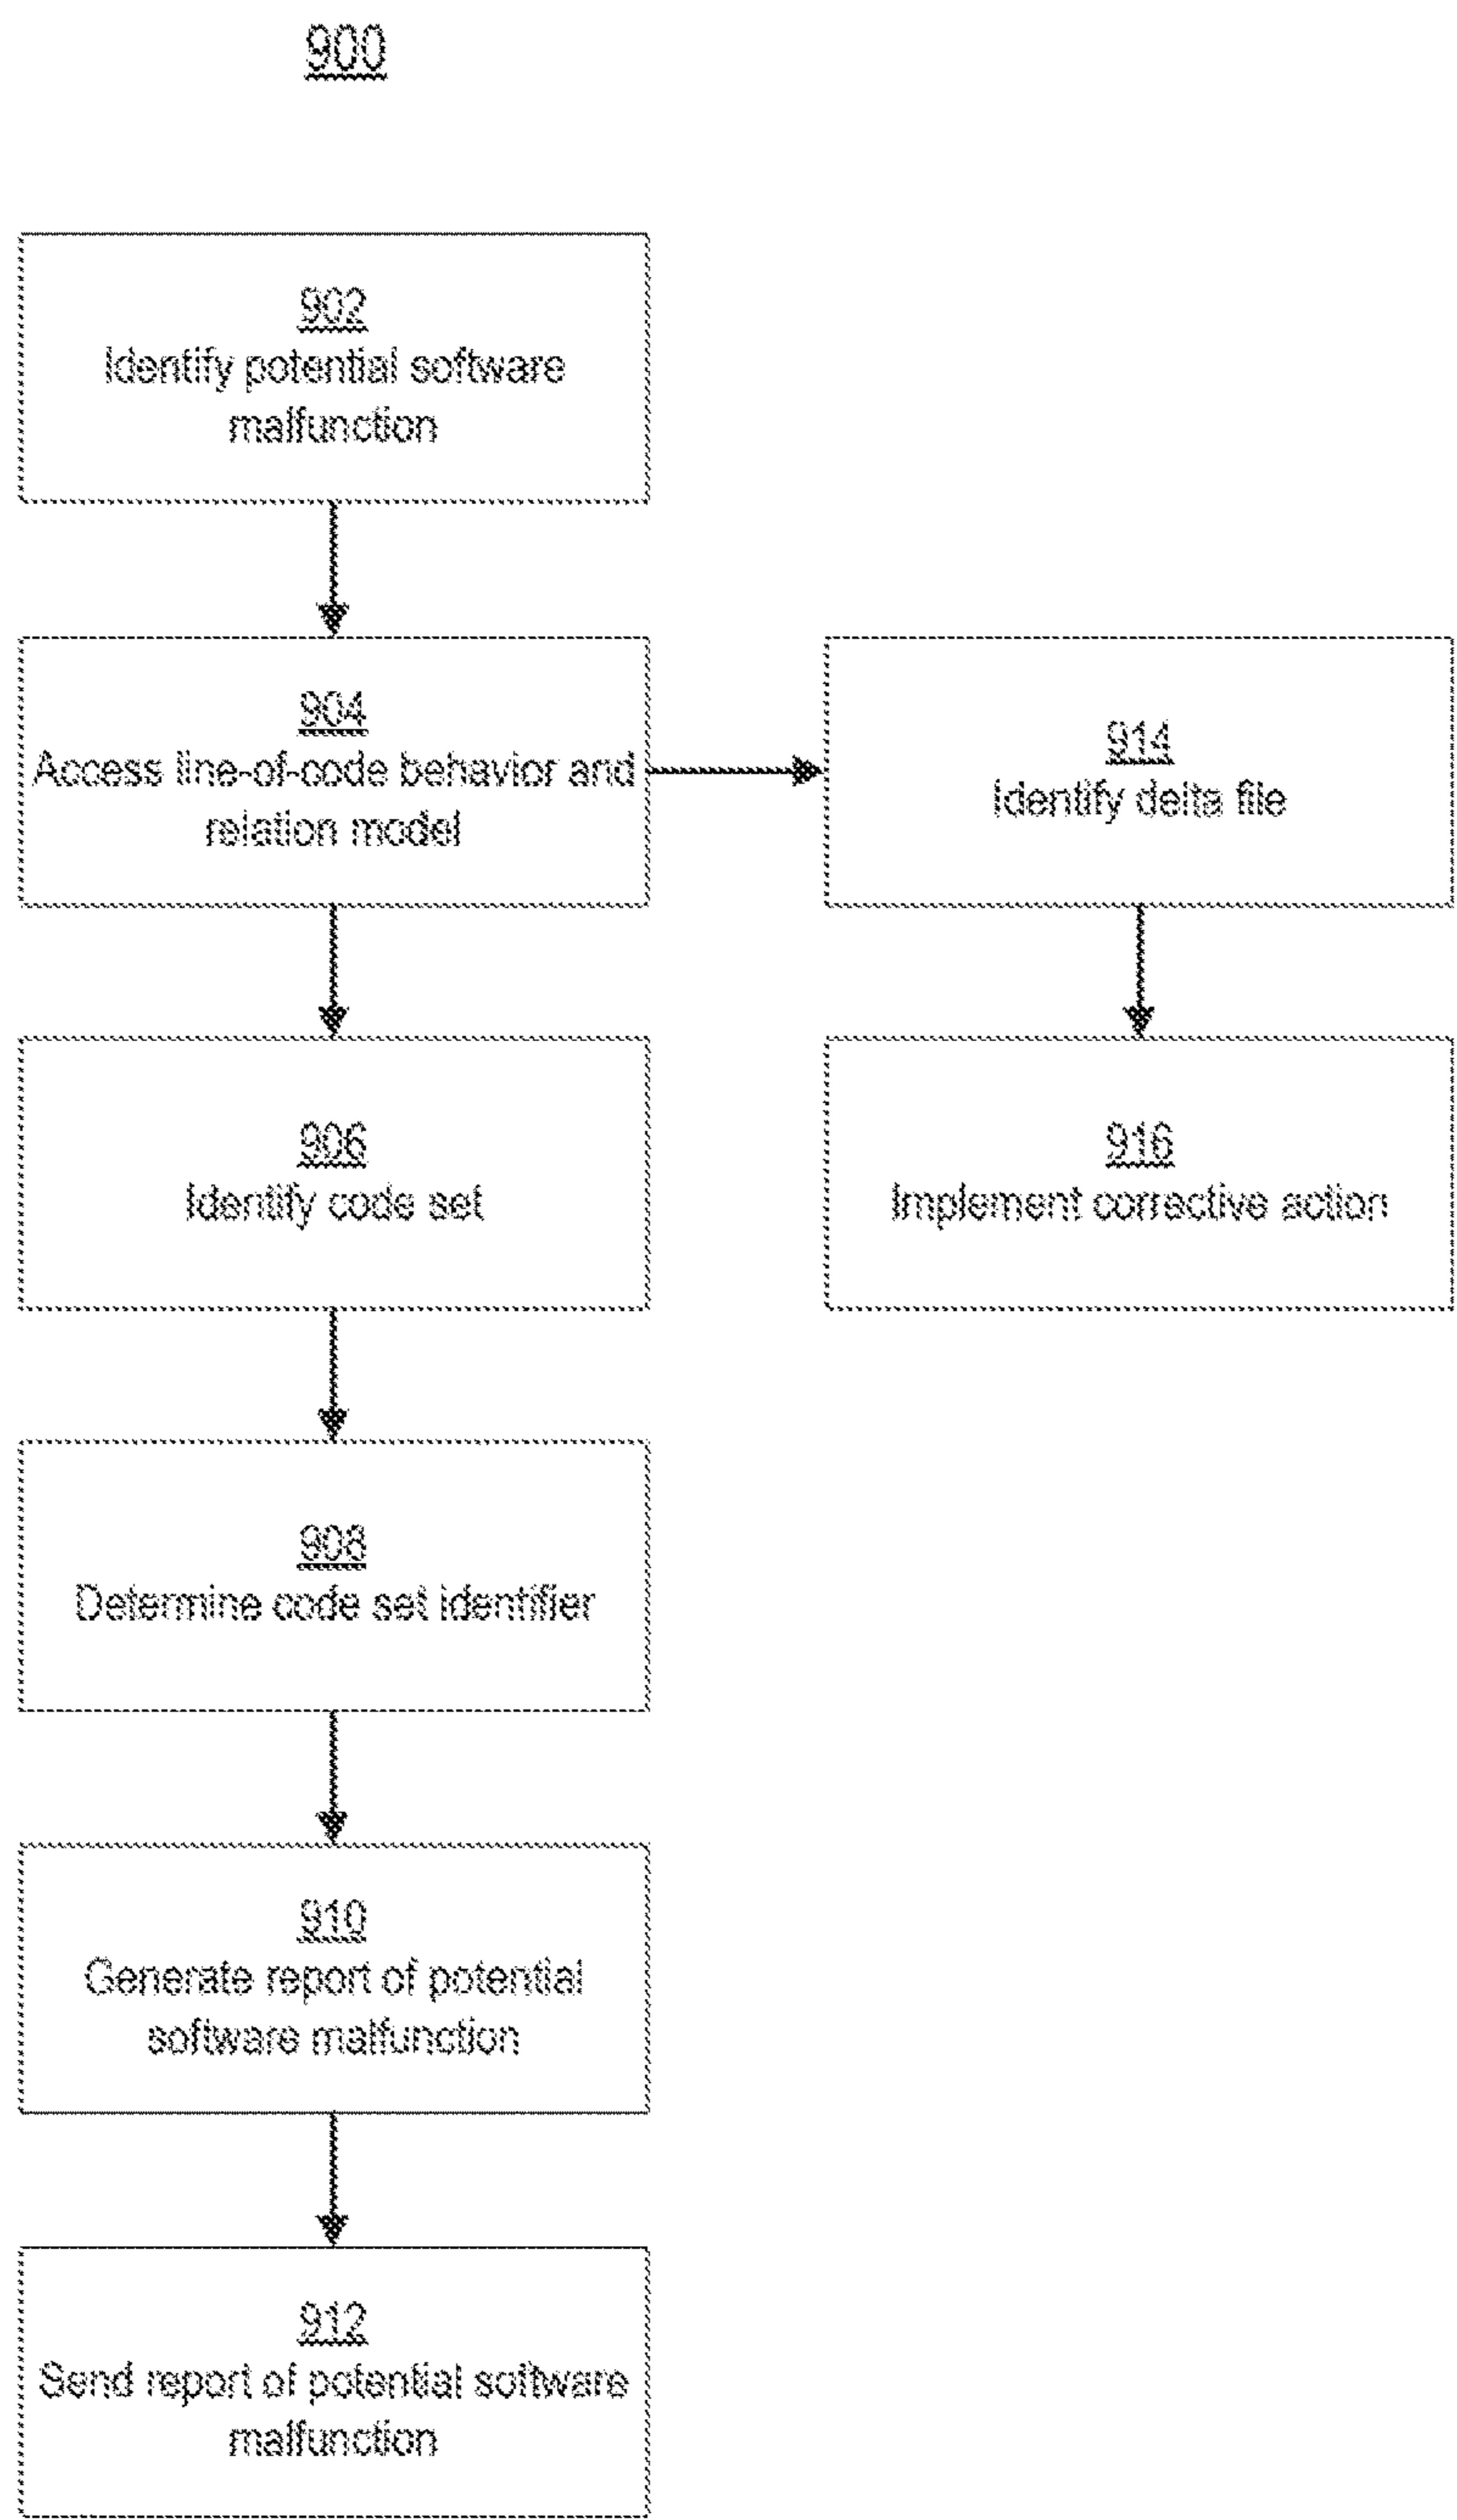 900
902
Identify potential software
malfunction
904
Access line-of-code behavior and
relation model
914
Identify delta file
906
Identify code set
916
Implement corrective action
908
Determine code set identifier
910
Generate report of potential
software malfunction
912
Send report of potential software
malfunction